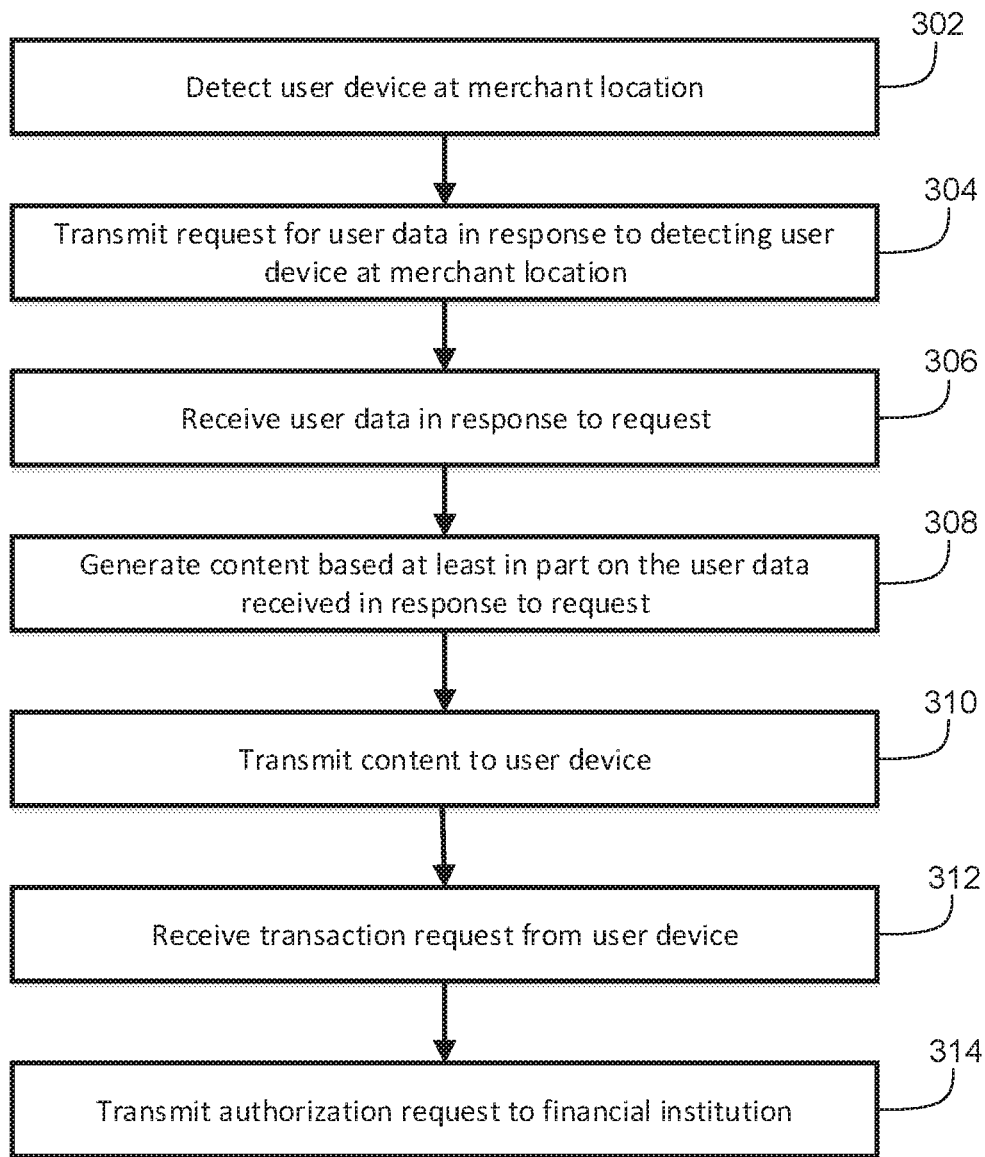 302
Detect user device at merchant location
304
Transmit request for user data in response to detecting user
device at merchant location
306
Receive user data in response to request
308
Generate content based at least in part on the user data
received in response to request
310
Transmit content to user device
312
Receive transaction request from user device
314
Transmit authorization request to financial institution